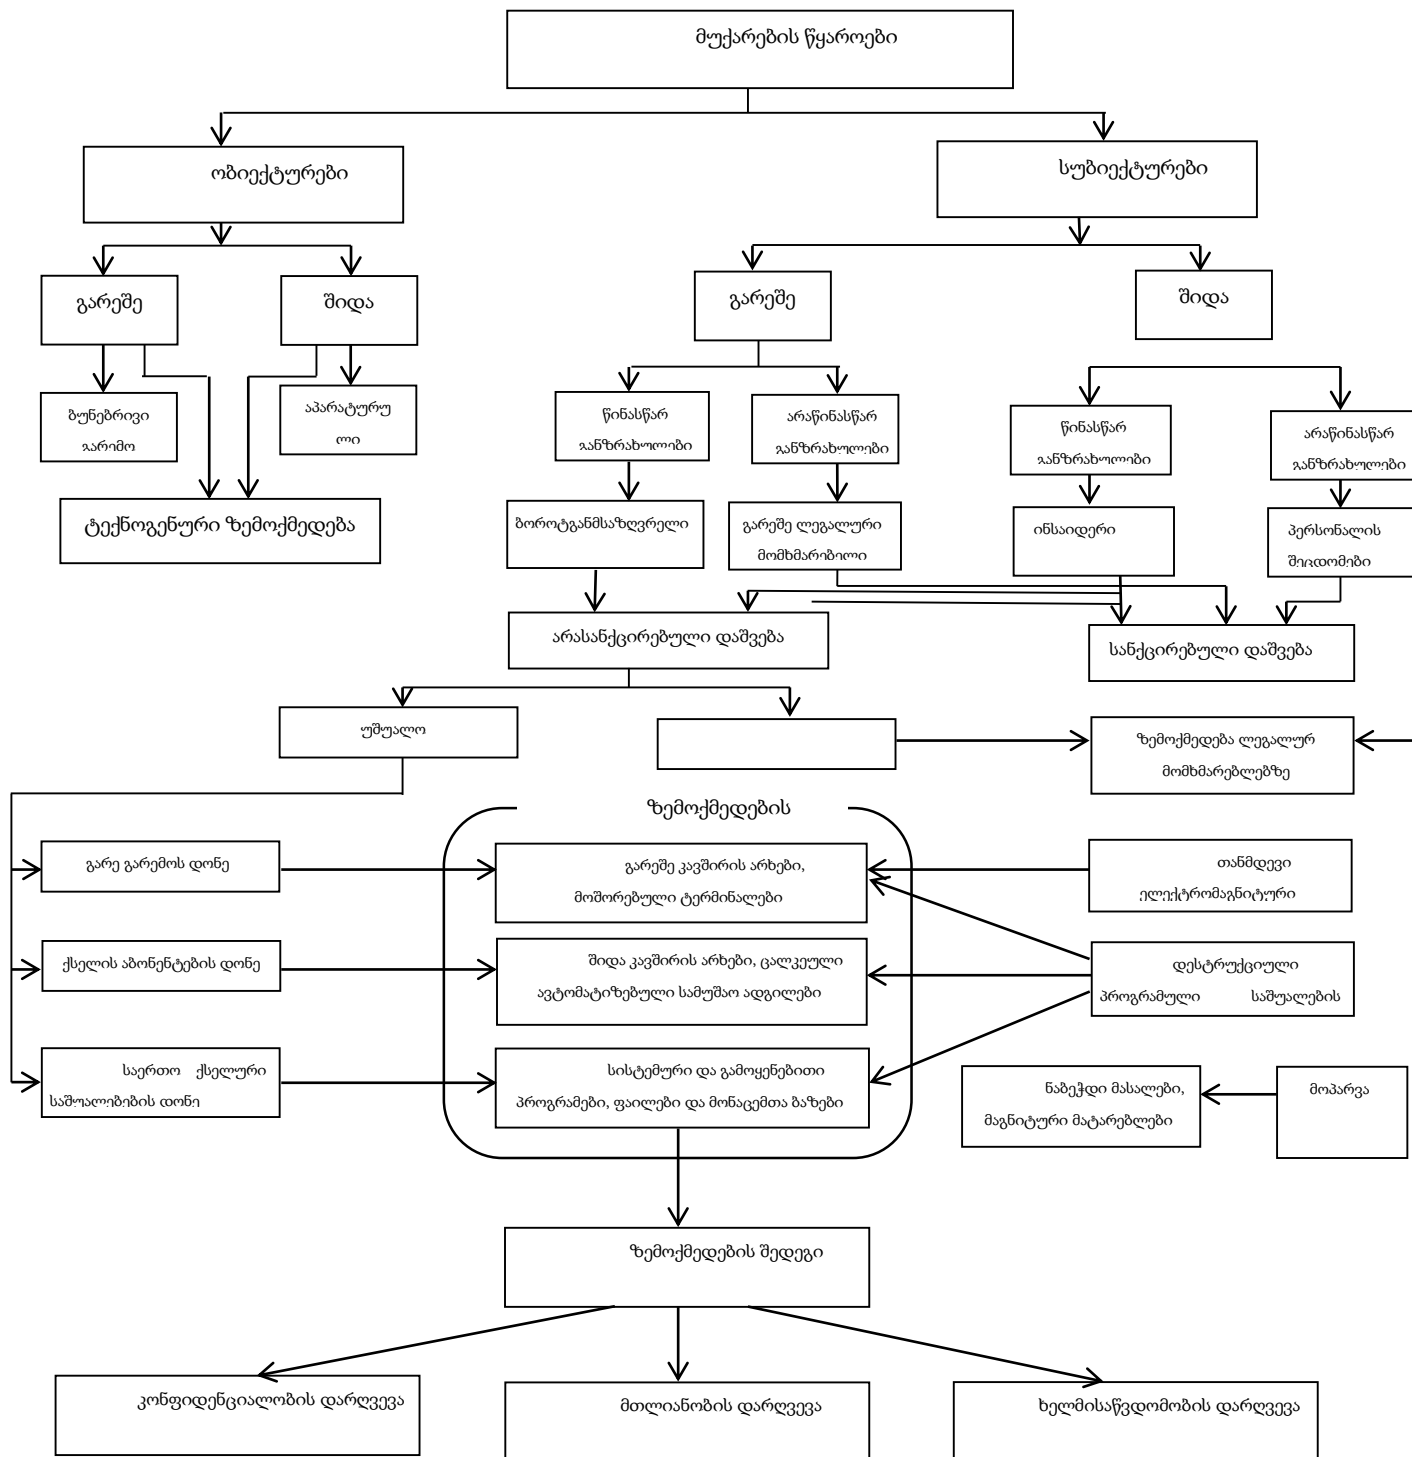 მუქარების წყაროები
ობიექტურები
სუბიექტურები
გარეშე
შიდა
გარეშე
შიდა
ბუნებრივი
გარემო
აპარატურუ
ლი
წინასწარ
განზრახულები
არაწინასწარ
განზრახულები
წინასწარ
განზრახულები
არაწინასწარ
განზრახულები
ტექნოგენური ზემოქმედება
ბოროტგანმსაზღვრელი
გარეშე ლეგალური
მომხმარებელი
ინსაიდერი
პერსონალის
შეცდომები
არასანქცირებული დაშვება
სანქცირებული დაშვება
უშუალო
ზემოქმედება ლეგალურ
მომხმარებლებზე
ზემოქმედების
გარე გარემოს დონე
გარეშე კავშირის არხები,
მოშორებული ტერმინალები
თანმდევი
ელექტრომაგნიტური
ქსელის აბონენტების დონე
შიდა კავშირის არხები, ცალკეული
ავტომატიზებული სამუშაო ადგილები
დესტრუქციული
პროგრამული საშუალების
საერთო ქსელური
საშუალებების დონე
სისტემური და გამოყენებითი
პროგრამები, ფაილები და მონაცემთა ბაზები
ნაბეჭდი მასალები,
მაგნიტური მატარებლები
მოპარვა
ზემოქმედების შედეგი
კონფიდენციალობის დარღვევა
მთლიანობის დარღვევა
ხელმისაწვდომობის დარღვევა